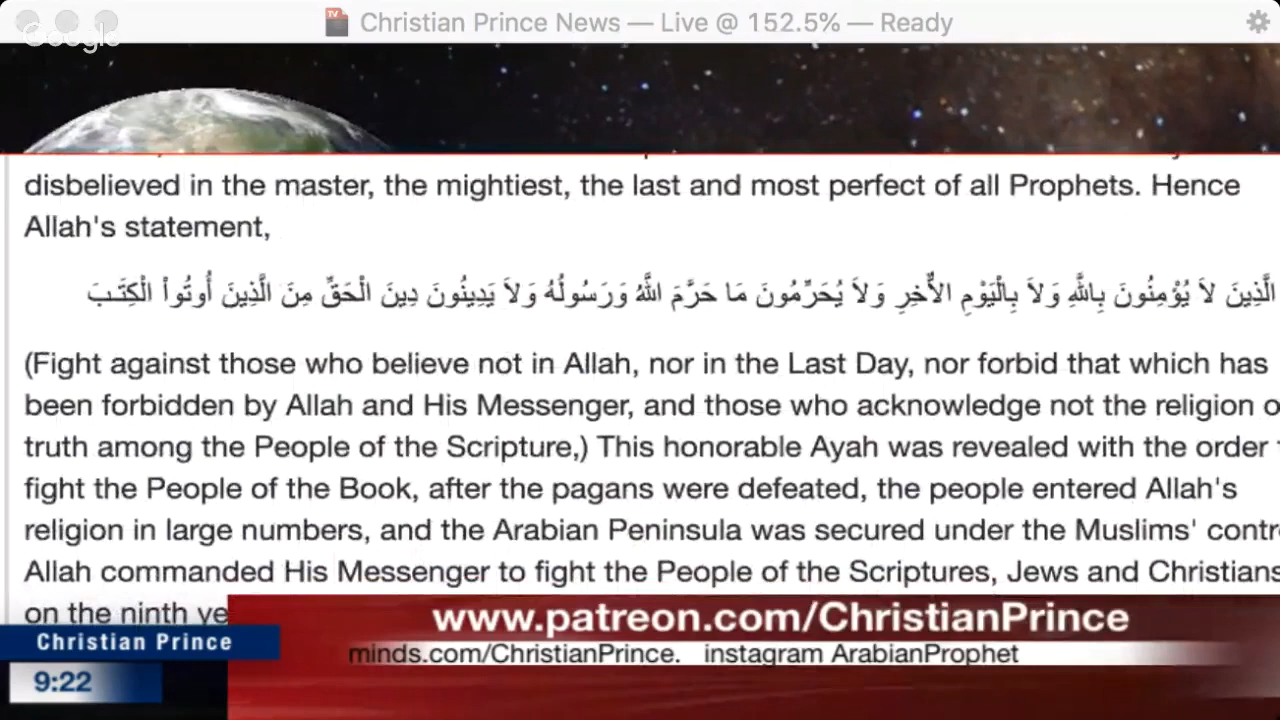 Christian Prince News — Live @ 152.5% — Ready
Google
disbelieved in the master, the mightiest, the last and most perfect of all Prophets. Hence
Allah's statement,
الَّذِينَ لاَ يُؤْمِنُونَ بِاللَّهِ وَلاَ بِالْيَوْمِ الأَّخِرِ وَلاَ يُحَرِّمُونَ مَا حَرَّمَ اللَّهُ وَرَسُولُهُ وَلاَ يَدِينُونَ دِينَ الْحَقِّ مِنَ الَّذِينَ أُوتُواْ الْكِتَـبَ
(Fight against those who believe not in Allah, nor in the Last Day, nor forbid that which has
been forbidden by Allah and His Messenger, and those who acknowledge not the religion o
truth among the People of the Scripture,) This honorable Ayah was revealed with the order
fight the People of the Book, after the pagans were defeated, the people entered Allah's
religion in large numbers, and the Arabian Peninsula was secured under the Muslims' contr
Allah commanded His Messenger to fight the People of the Scriptures, Jews and Christians
on the ninth ye
www.patreon.com/ChristianPrince
Christian Prince
minds.com/ChristianPrince. instagram ArabianProphet
9:22